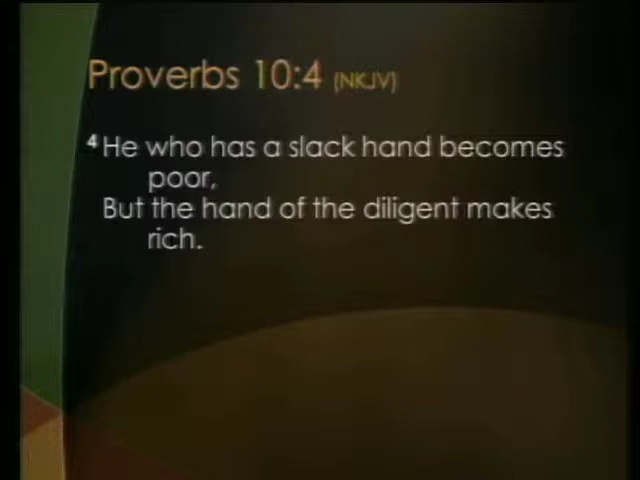 Proverbs 10:4 (NKJV)
4 He who has a slack hand becomes
poor,
But the hand of the diligent makes
rich.